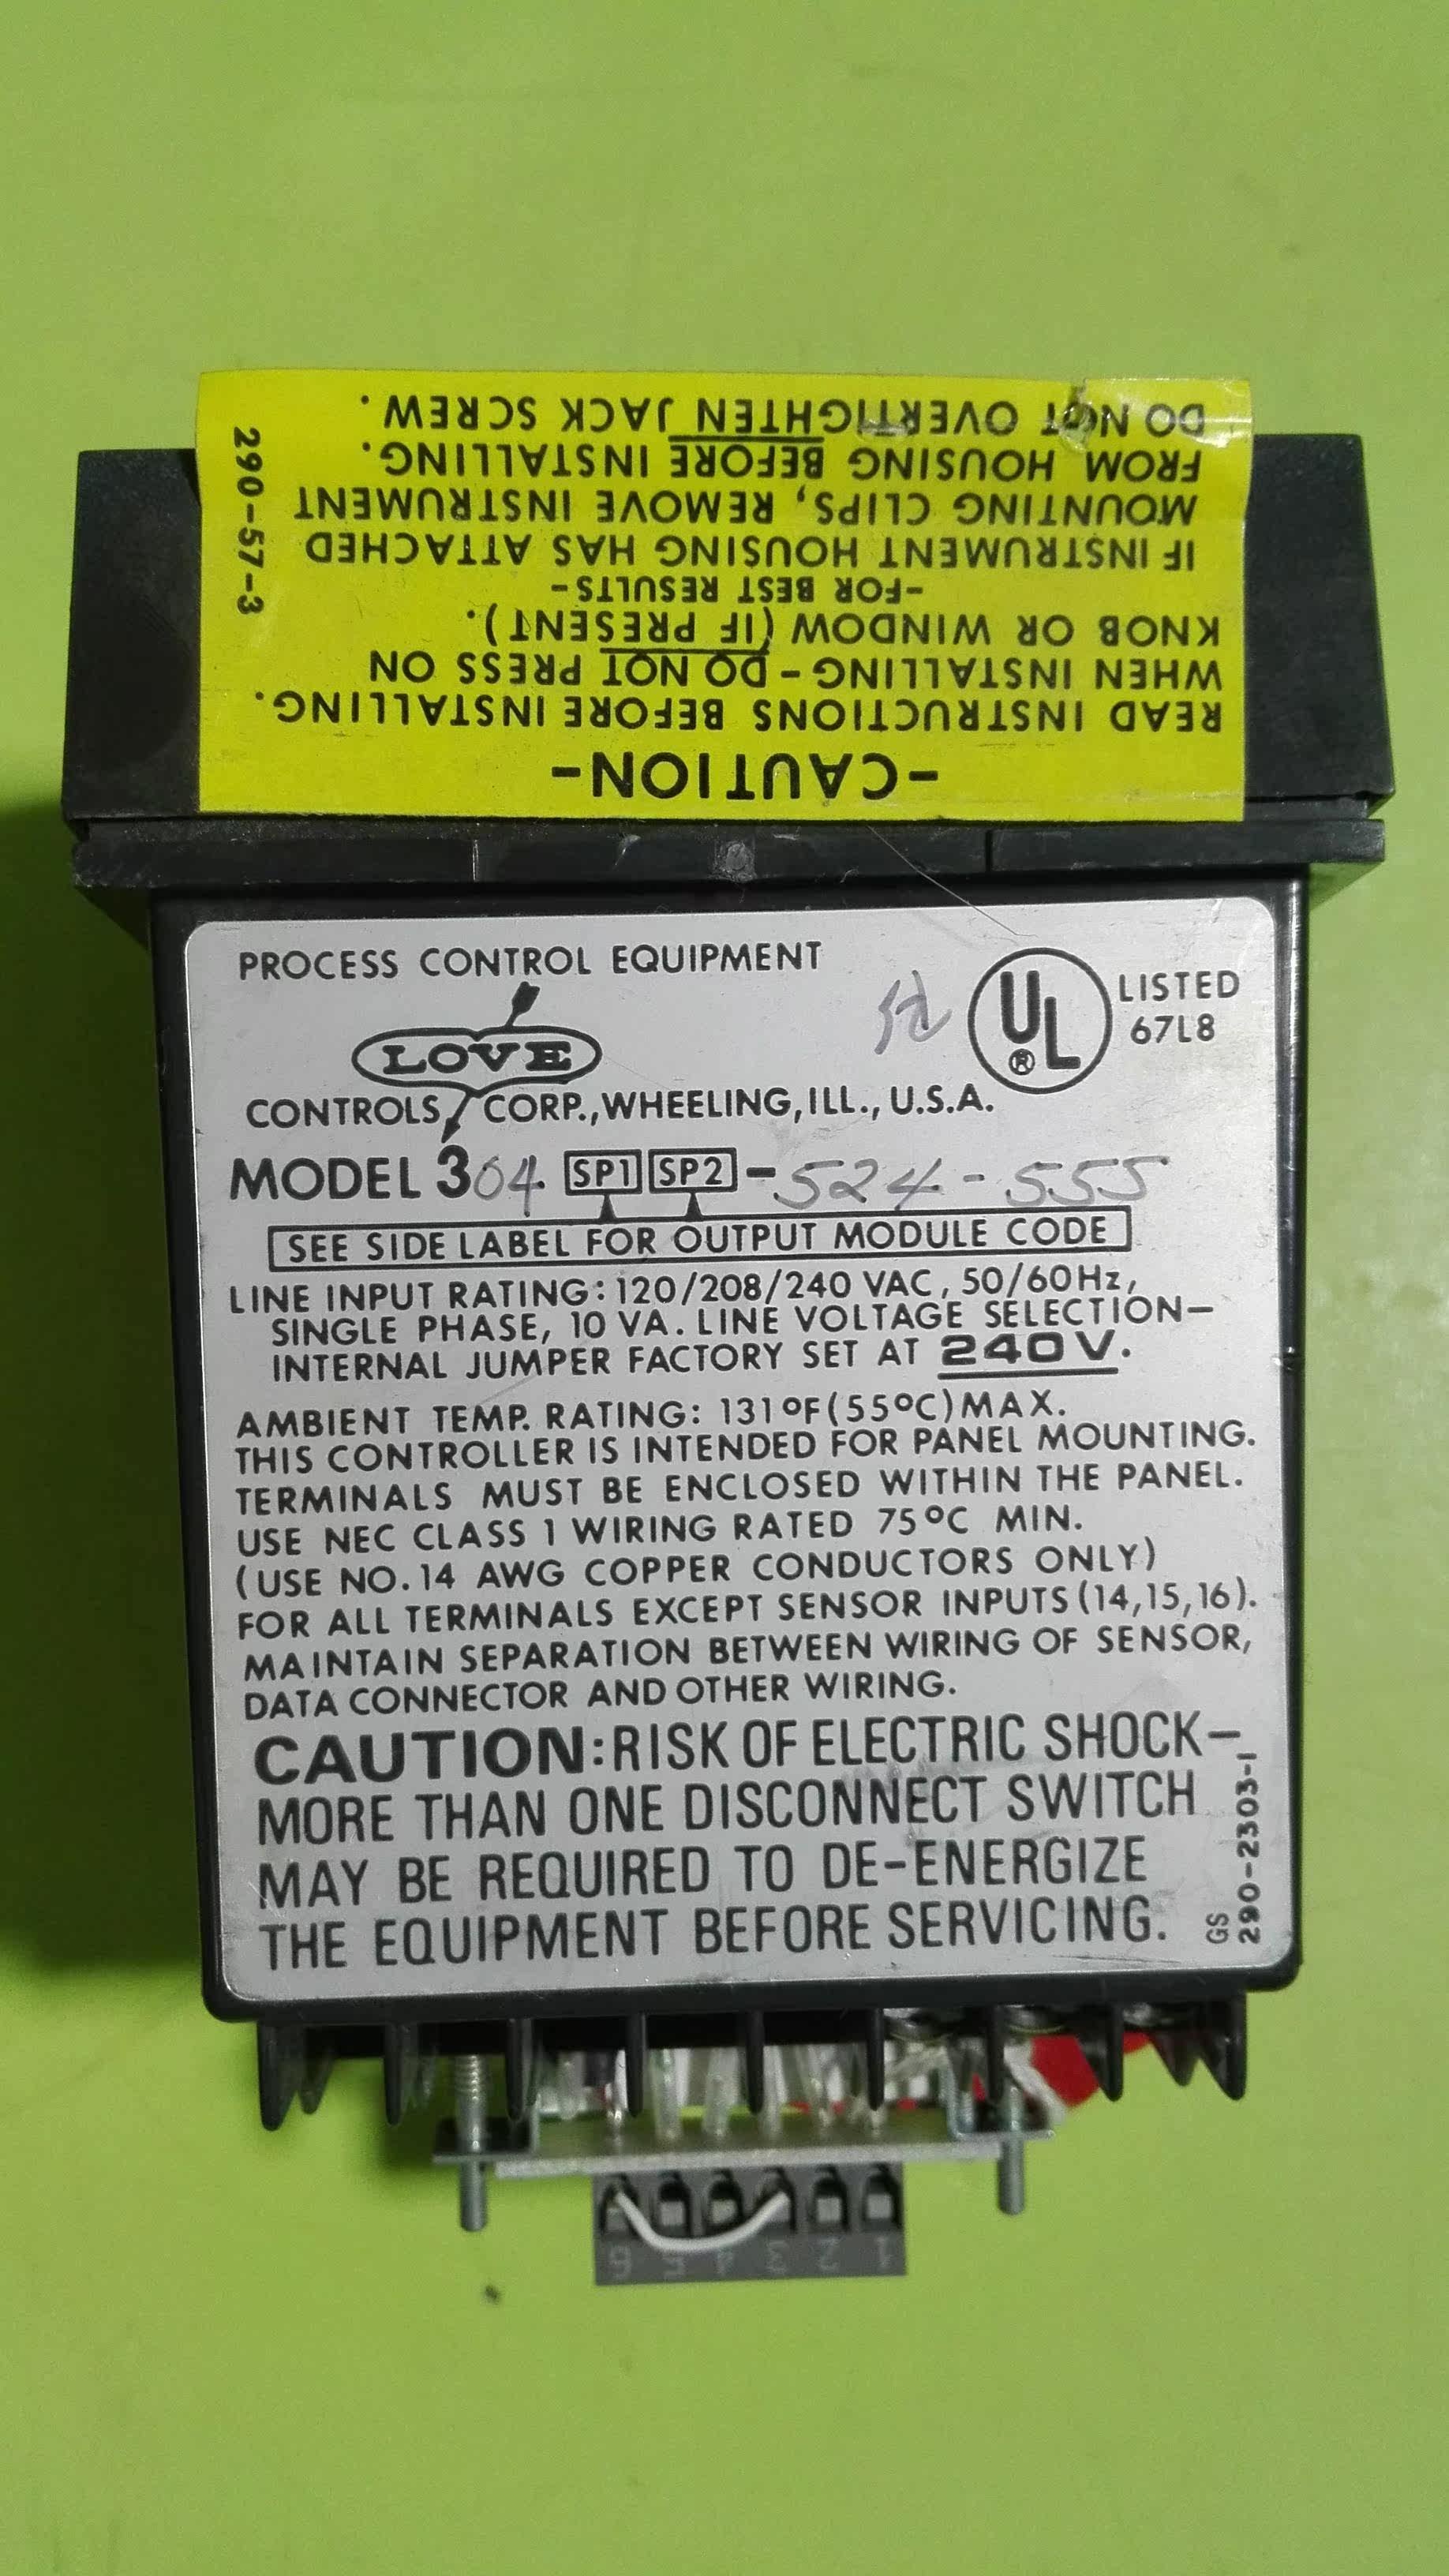 -CAUTION-
READ INSTRUCTIONS BEFORE INSTALLING.
WHEN INSTALLING-DO NOT PRESS ON
KNOB OR WINDOW (IF PRESENT).
-FOR BEST RESULTS-
IF INSTRUMENT HOUSING HAS ATTACHED
MOUNTING CLIPS, REMOVE INSTRUMENT
FROM HOUSING BEFORE INSTALLING.
DO NOT OVERTIGHTEN JACK SCREW.
290-57-3
PROCESS CONTROL EQUIPMENT
LOVE
CONTROLS CORP., WHEELING, ILL., U.S.A.
UL ®
LISTED
67L8
MODEL 304 SP1 SP2 -524-555
SEE SIDE LABEL FOR OUTPUT MODULE CODE
LINE INPUT RATING: 120/208/240 VAC, 50/60Hz,
SINGLE PHASE, 10 VA. LINE VOLTAGE SELECTION-
INTERNAL JUMPER FACTORY SET AT 240V.
AMBIENT TEMP. RATING: 131°F(55°C)MAX.
THIS CONTROLLER IS INTENDED FOR PANEL MOUNTING.
TERMINALS MUST BE ENCLOSED WITHIN THE PANEL.
USE NEC CLASS 1 WIRING RATED 75°C MIN.
(USE NO.14 AWG COPPER CONDUCTORS ONLY)
FOR ALL TERMINALS EXCEPT SENSOR INPUTS (14,15,16).
MAINTAIN SEPARATION BETWEEN WIRING OF SENSOR,
DATA CONNECTOR AND OTHER WIRING.
CAUTION:RISK OF ELECTRIC SHOCK-
MORE THAN ONE DISCONNECT SWITCH
MAY BE REQUIRED TO DE-ENERGIZE
THE EQUIPMENT BEFORE SERVICING.
GS
290-2303-1
1 2 3 4 5 6